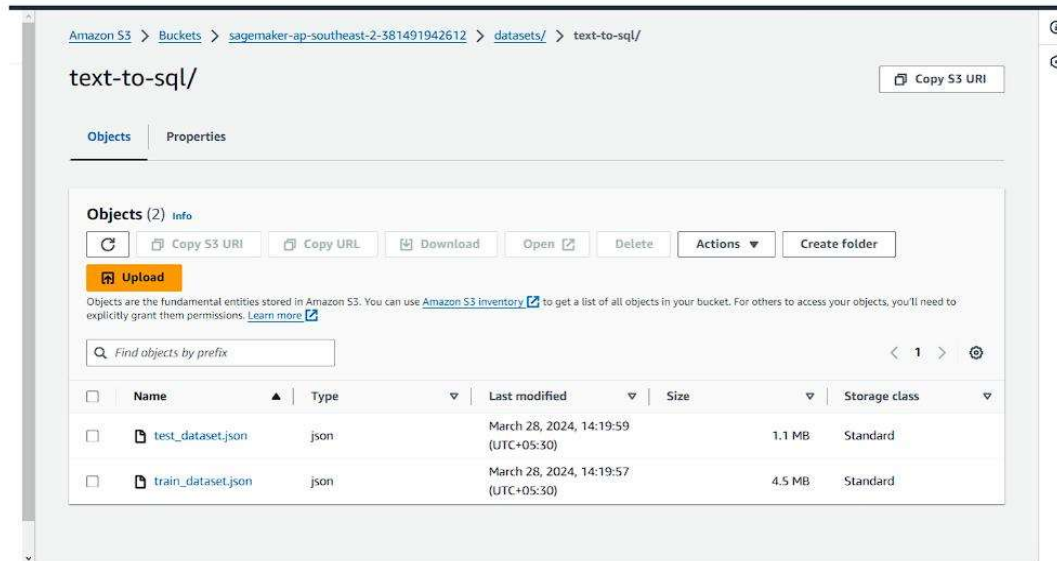 Amazon S3 > Buckets > sagemaker-ap-southeast-2-381491942612 > datasets/ > text-to-sql/
text-to-sql/
Copy S3 URI
Objects Properties
Objects (2) Info
Copy S3 URI Copy URL Download Open Delete Actions Create folder
Upload
Objects are the fundamental entities stored in Amazon S3. You can use Amazon S3 inventory to get a list of all objects in your bucket. For others to access your objects, you'll need to
explicitly grant them permissions. Learn more
Find objects by prefix
< 1 >
Name Type Last modified Size Storage class
test_dataset.json json March 28, 2024, 14:19:59 (UTC+05:30) 1.1 MB Standard
train_dataset.json json March 28, 2024, 14:19:57 (UTC+05:30) 4.5 MB Standard